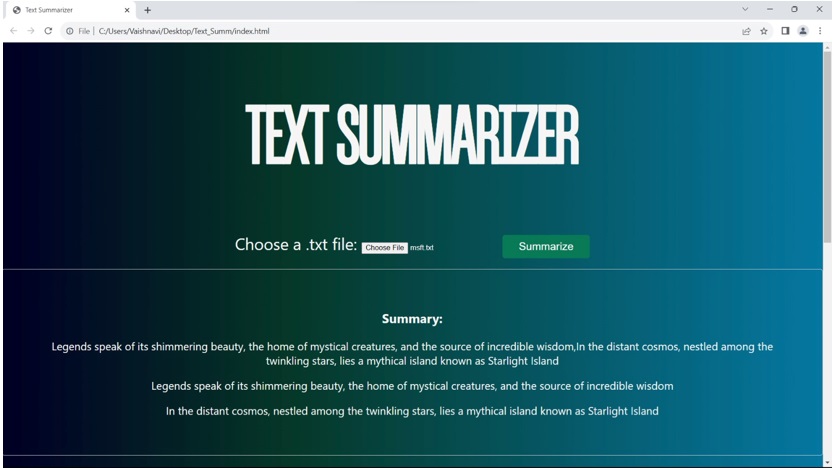 Text Summarizer
File | C:/Users/Vaishnavi/Desktop/Text_Summ/index.html
TEXT SUMMARIZER
Choose a .txt file: Choose File msft.txt Summarize
Summary:
Legends speak of its shimmering beauty, the home of mystical creatures, and the source of incredible wisdom,In the distant cosmos, nestled among the
twinkling stars, lies a mythical island known as Starlight Island
Legends speak of its shimmering beauty, the home of mystical creatures, and the source of incredible wisdom
In the distant cosmos, nestled among the twinkling stars, lies a mythical island known as Starlight Island